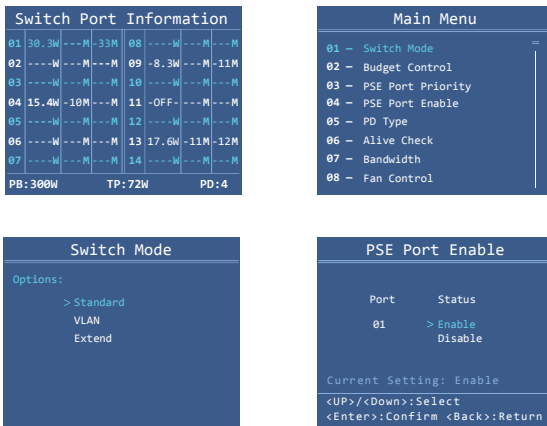 Switch Port Information
01 30.3W ---M -33M 08 ----W ---M ---M
02 ----W ---M ---M 09 -8.3W ---M -11M
03 ----W ---M ---M 10 ----W ---M ---M
04 15.4W -10M ---M 11 -OFF- ---M ---M
05 ----W ---M ---M 12 ----W ---M ---M
06 ----W ---M ---M 13 17.6W -11M -12M
07 ----W ---M ---M 14 ----W ---M ---M
PB:300W TP:72W PD:4
Main Menu
01 – Switch Mode
02 – Budget Control
03 – PSE Port Priority
04 – PSE Port Enable
05 – PD Type
06 – Alive Check
07 – Bandwidth
08 – Fan Control
Switch Mode
Options:
> Standard
VLAN
Extend
PSE Port Enable
Port Status
01 > Enable
Disable
Current Setting: Enable
<UP>/<Down>:Select
<Enter>:Confirm <Back>:Return